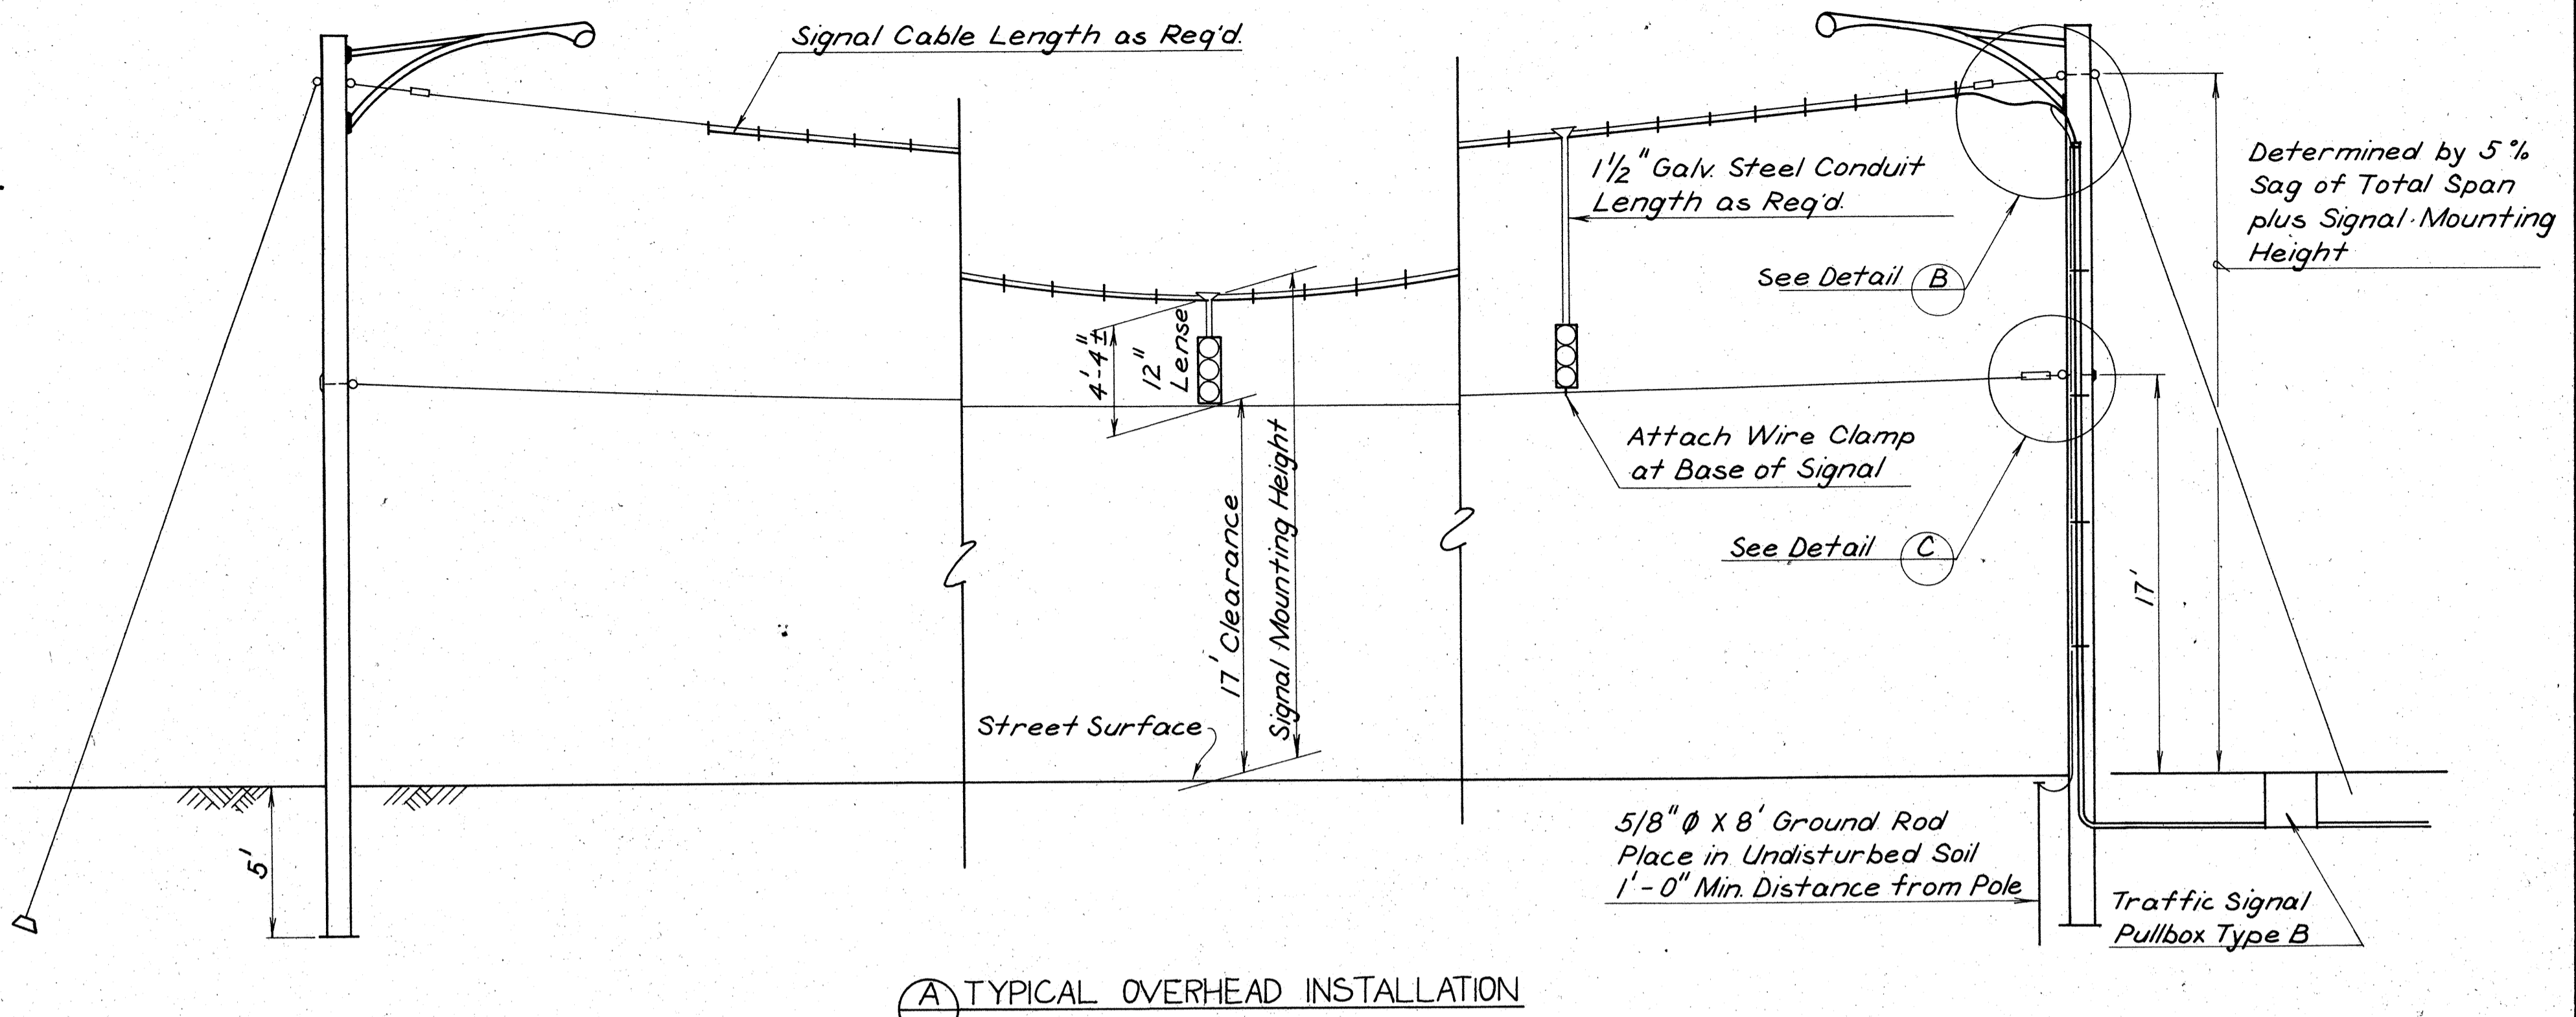 Signal Cable Length as Req'd.
1 1/2" Galv. Steel Conduit
Length as Req'd.
Determined by 5%
Sag of Total Span
plus Signal Mounting
Height
See Detail B
4'-4"±
12"
Lense
Attach Wire Clamp
at Base of Signal
See Detail C
17' Clearance
Signal Mounting Height
17'
Street Surface
5'
5/8" Ø X 8' Ground Rod
Place in Undisturbed Soil
1'-0" Min. Distance from Pole
Traffic Signal
Pullbox Type B
A TYPICAL OVERHEAD INSTALLATION